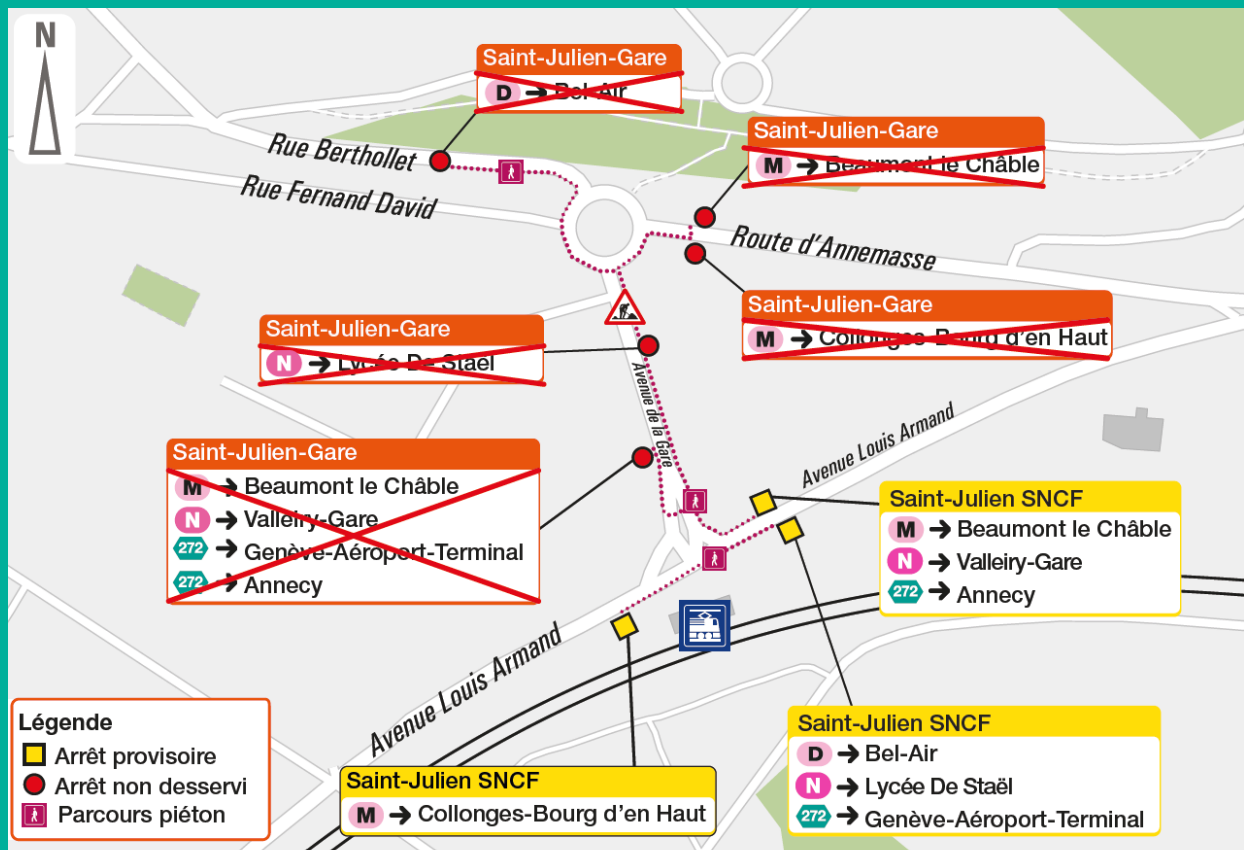 N
Saint-Julien-Gare
D → Bel-Air
Saint-Julien-Gare
M → Beaumont le Châble
Rue Berthollet
Rue Fernand David
Route d'Annemasse
Saint-Julien-Gare
M → Collonges-Bourg d'en Haut
Saint-Julien-Gare
N → Lycée De Staël
Avenue de la Gare
Avenue Louis Armand
Saint-Julien-Gare
M → Beaumont le Châble
N → Valleiry-Gare
272 → Genève-Aéroport-Terminal
272 → Annecy
Saint-Julien SNCF
M → Beaumont le Châble
N → Valleiry-Gare
272 → Annecy
Avenue Louis Armand
Légende
Arrêt provisoire
Arrêt non desservi
Parcours piéton
Saint-Julien SNCF
M → Collonges-Bourg d'en Haut
Saint-Julien SNCF
D → Bel-Air
N → Lycée De Staël
272 → Genève-Aéroport-Terminal